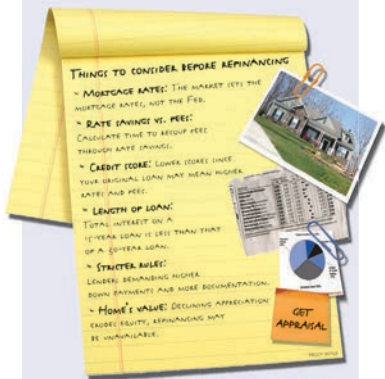 THINGS TO CONSIDER BEFORE REFINANCING
~ MORTGAGE RATES: THE MARKET SETS THE
MORTGAGE RATES, NOT THE FED.
~ RATE SAVINGS VS. FEES:
CALCULATE TIME TO RECOUP FEES
THROUGH RATE SAVINGS.
~ CREDIT SCORE: LOWER SCORES SINCE
YOUR ORIGINAL LOAN MAY MEAN HIGHER
RATES AND FEES.
~ LENGTH OF LOAN:
TOTAL INTEREST ON A
15-YEAR LOAN IS LESS THAN THAT
OF A 30-YEAR LOAN.
~ STRICTER RULES:
LENDERS DEMANDING HIGHER
DOWN PAYMENTS AND MORE DOCUMENTATION.
~ HOME'S VALUE: DECLINING APPRECIATION
ERODES EQUITY, REFINANCING MAY
BE UNAVAILABLE.
GET
APPRAISAL